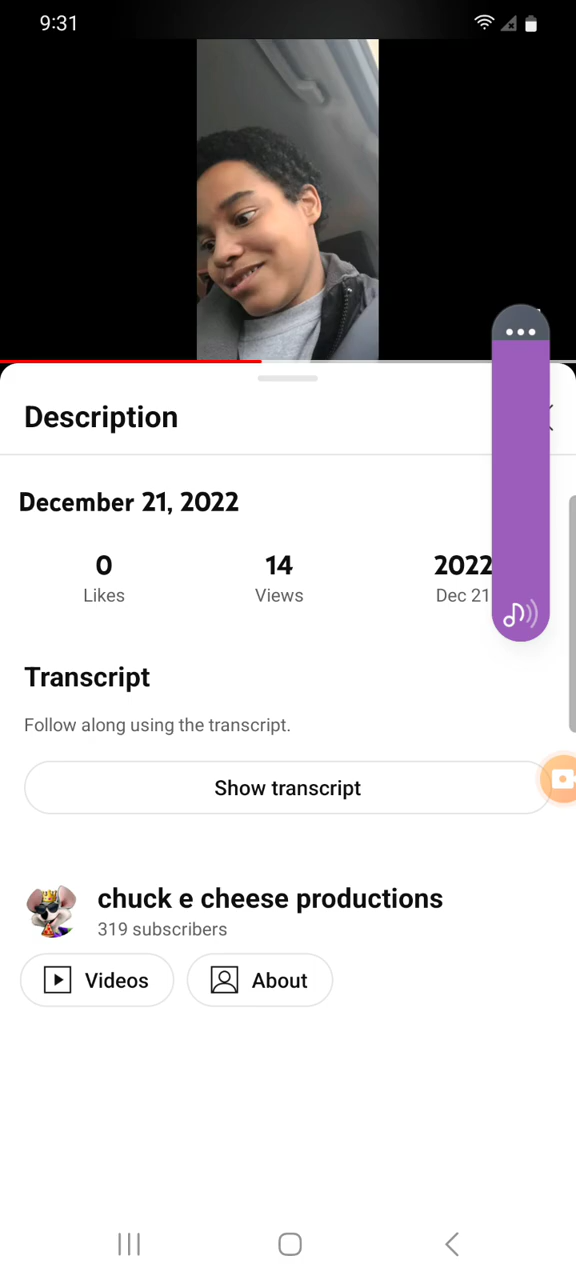 9:31
Description
December 21, 2022
0 14 2022
Likes Views Dec 21
Transcript
Follow along using the transcript.
Show transcript
chuck e cheese productions
319 subscribers
Videos About